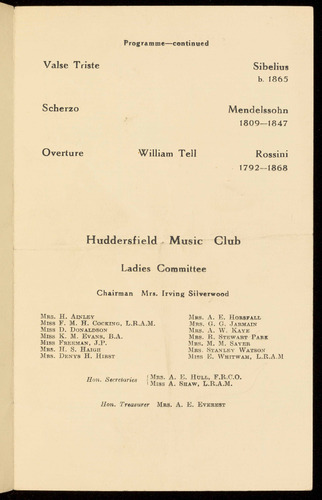 Programme—continued
Valse Triste Sibelius
b. 1865
Scherzo Mendelssohn
1809—1847
Overture William Tell Rossini
1792—1868
Huddersfield Music Club
Ladies Committee
Chairman Mrs. Irving Silverwood
Mrs. H. Ainley Mrs. A. E. Horsfall
Miss F. M. H. Cocking, L.R.A.M. Mrs. G. G. Jarmain
Miss D. Donaldson Mrs. A. W. Kaye
Miss K. M. Evans, B.A. Mrs. R. Stewart Park
Miss Freeman, J.P. Mrs. M. M. Sayer
Mrs. H. S. Haigh Mrs. Stanley Watson
Mrs. Denys H. Hirst Miss E. Whitwam, L.R.A.M
Hon. Secretaries { Mrs. A. E. Hull, F.R.C.O.
Miss A. Shaw, L.R.A.M.
Hon. Treasurer Mrs. A. E. Everest